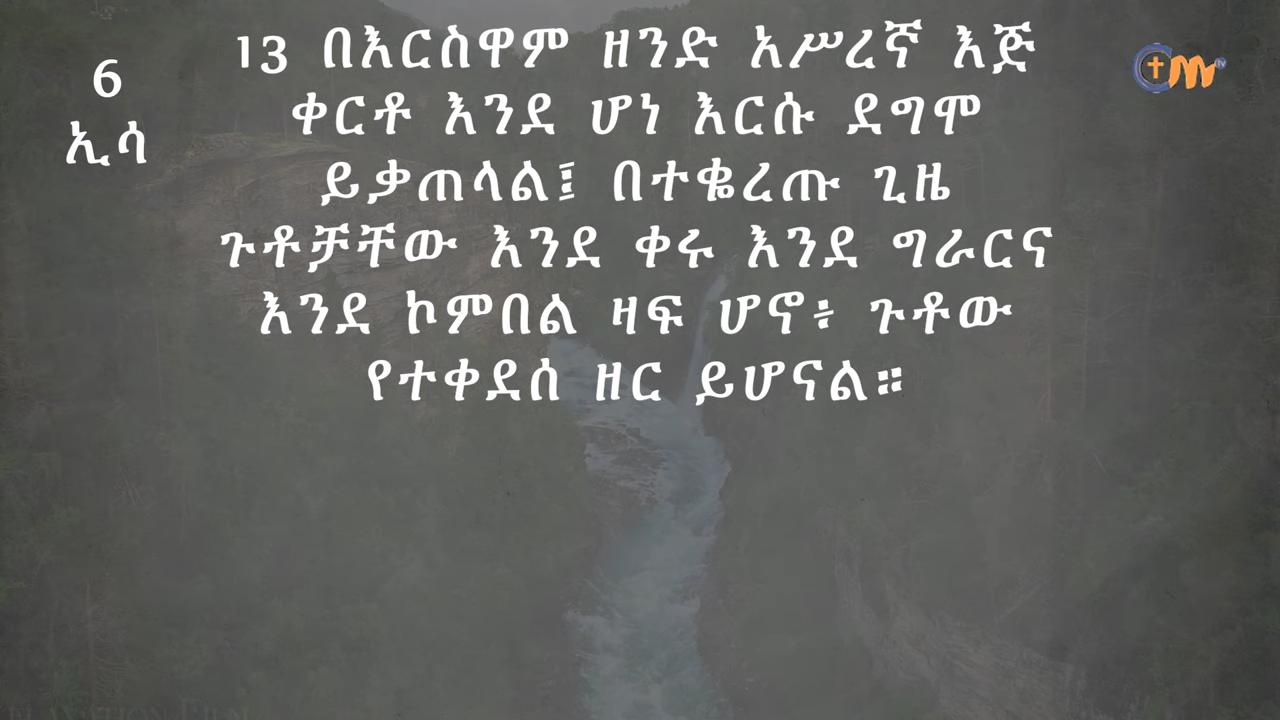 6
ኢሳ
13 በእርስዋም ዘንድ አሥረኛ እጅ
ቀርቶ እንደ ሆነ እርሱ ደግሞ
ይቃጠላል፤ በተቈረጡ ጊዜ
ጉቶቻቸው እንደ ቀሩ እንደ ግራርና
እንደ ኮምበል ዛፍ ሆኖ፥ ጉቶው
የተቀደሰ ዘር ይሆናል።